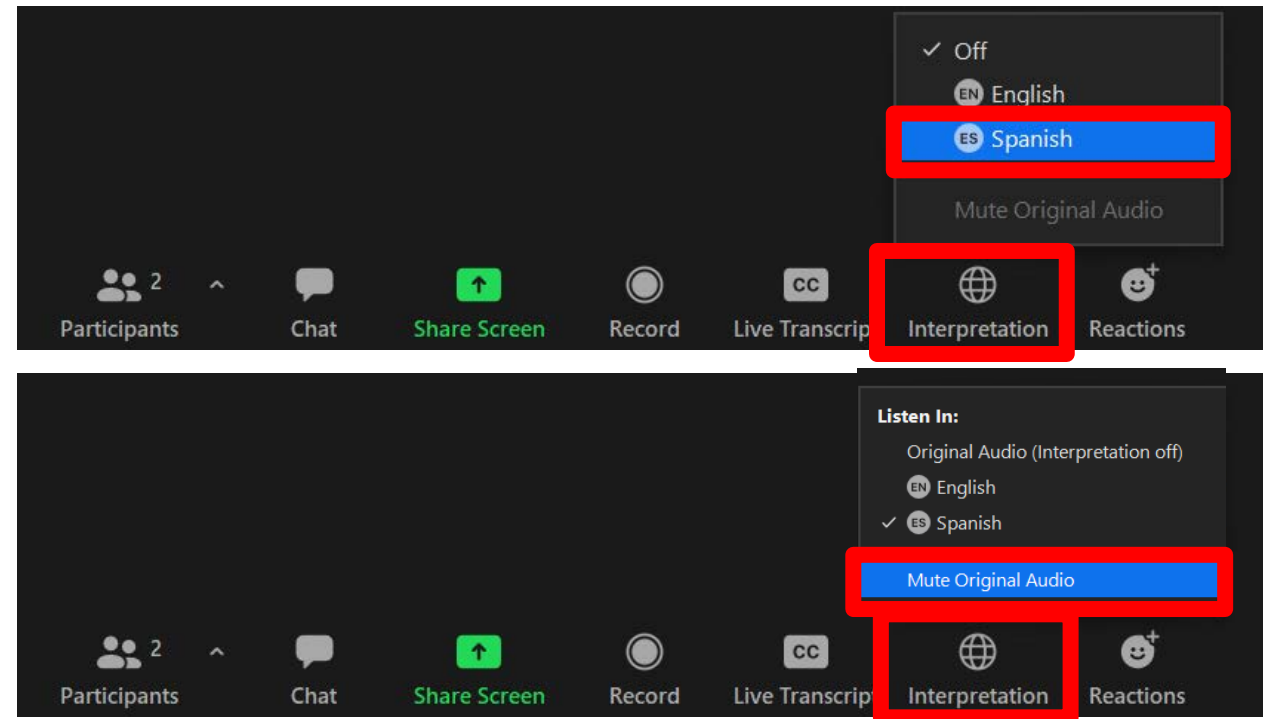 Off
EN English
ES Spanish
Mute Original Audio
2
Participants Chat Share Screen Record CC Live Transcrip Interpretation Reactions
Listen In:
Original Audio (Interpretation off)
EN English
ES Spanish
Mute Original Audio
2
Participants Chat Share Screen Record CC Live Transcrip Interpretation Reactions